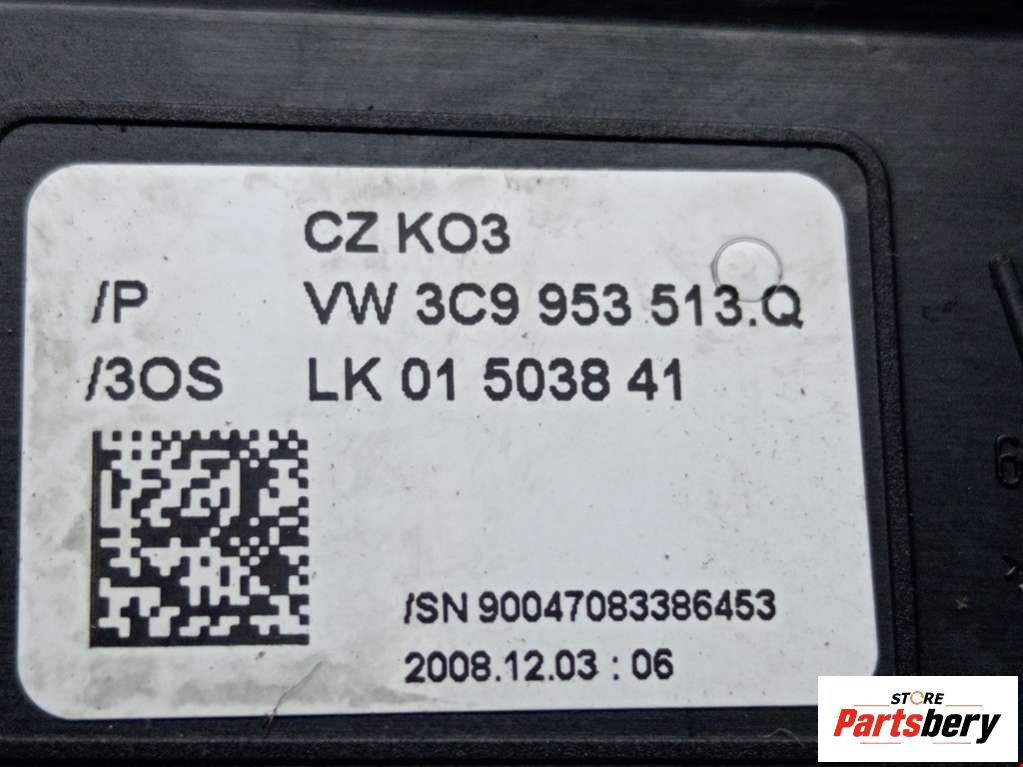 CZ KO3
/P VW 3C9 953 513.Q
/3OS LK 01 5038 41
/SN 90047083386453
2008.12.03 : 06
6
STORE
Partsbery